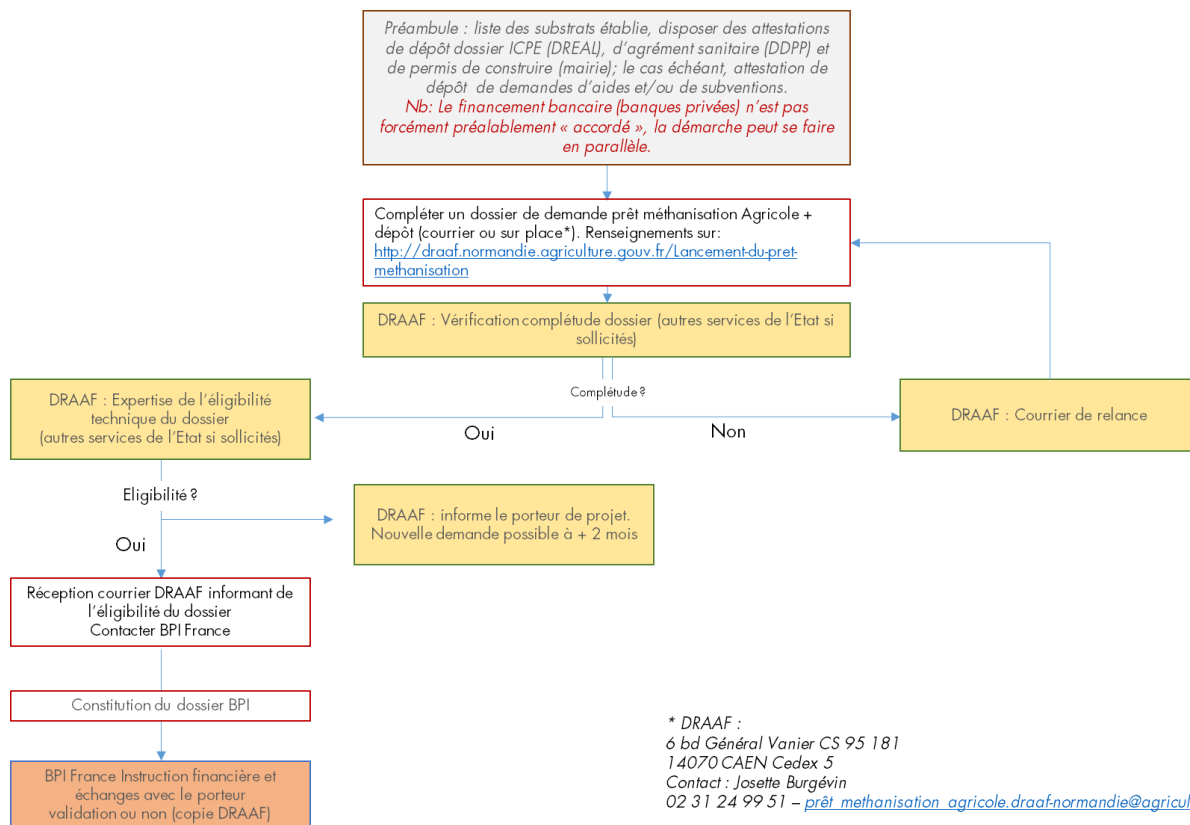 Préambule : liste des substrats établie, disposer des attestations
de dépôt dossier ICPE (DREAL), d'agrément sanitaire (DDPP) et
de permis de construire (mairie); le cas échéant, attestation de
dépôt de demandes d'aides et/ou de subventions.
Nb: Le financement bancaire (banques privées) n'est pas
forcément préalablement « accordé », la démarche peut se faire
en parallèle.
Compléter un dossier de demande prêt méthanisation Agricole +
dépôt (courrier ou sur place*). Renseignements sur:
http://draaf.normandie.agriculture.gouv.fr/Lancement-du-pret-
methanisation
DRAAF : Vérification complétude dossier (autres services de l'Etat si
sollicités)
Complétude ?
Oui
Non
DRAAF : Courrier de relance
DRAAF : Expertise de l'éligibilité
technique du dossier
(autres services de l'Etat si sollicités)
Eligibilité ?
Oui
DRAAF : informe le porteur de projet.
Nouvelle demande possible à + 2 mois
Réception courrier DRAAF informant de
l'éligibilité du dossier
Contacter BPI France
Constitution du dossier BPI
BPI France Instruction financière et
échanges avec le porteur
validation ou non (copie DRAAF)
* DRAAF :
6 bd Général Vanier CS 95 181
14070 CAEN Cedex 5
Contact : Josette Burgévin
02 31 24 99 51 – prêt_methanisation_agricole.draaf-normandie@agricul